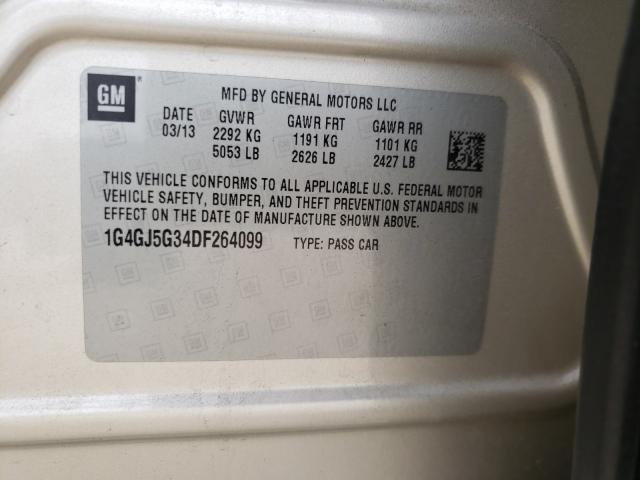 GM ®
MFD BY GENERAL MOTORS LLC
DATE GVWR GAWR FRT GAWR RR
03/13 2292 KG 1191 KG 1101 KG
5053 LB 2626 LB 2427 LB
THIS VEHICLE CONFORMS TO ALL APPLICABLE U.S. FEDERAL MOTOR
VEHICLE SAFETY, BUMPER, AND THEFT PREVENTION STANDARDS IN
EFFECT ON THE DATE OF MANUFACTURE SHOWN ABOVE.
1G4GJ5G34DF264099 TYPE: PASS CAR